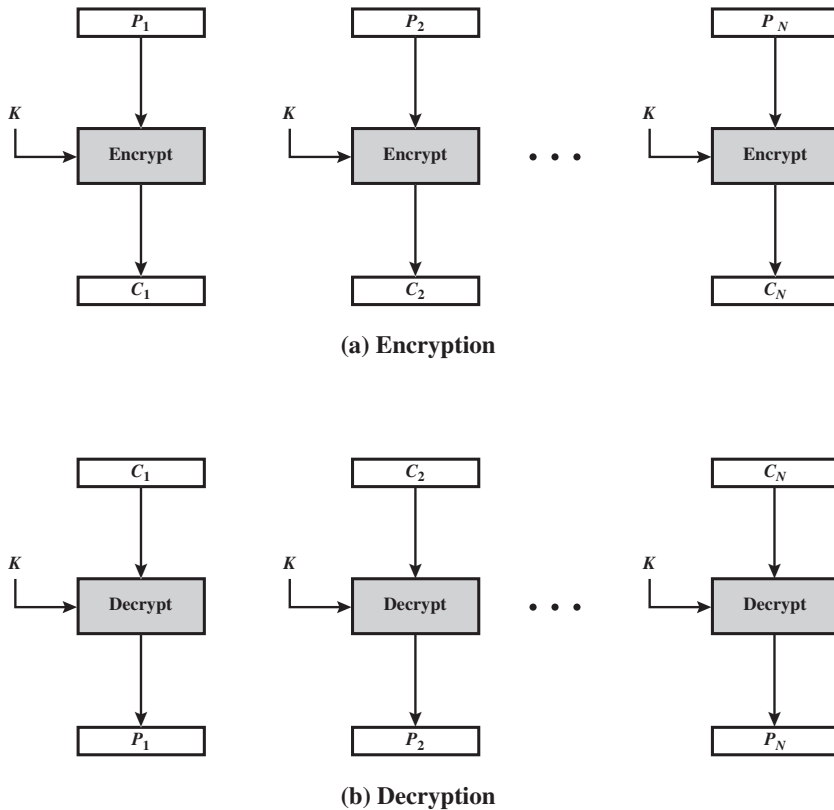 P1 P2 PN
K K K
Encrypt Encrypt • • • Encrypt
C1 C2 CN
(a) Encryption
C1 C2 CN
K K K
Decrypt Decrypt • • • Decrypt
P1 P2 PN
(b) Decryption